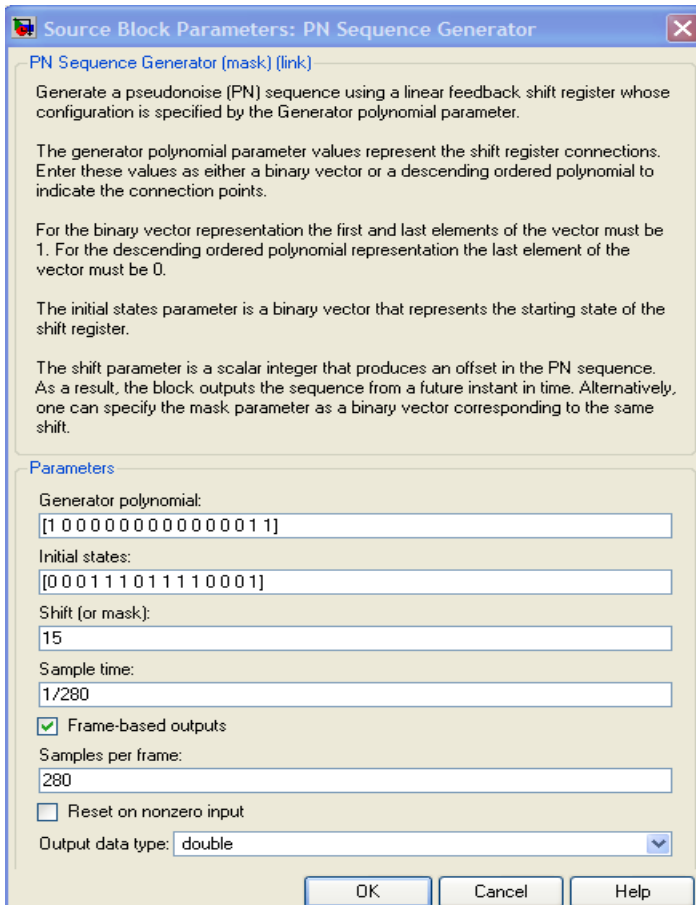 Source Block Parameters: PN Sequence Generator
PN Sequence Generator (mask) (link)
Generate a pseudonoise (PN) sequence using a linear feedback shift register whose
configuration is specified by the Generator polynomial parameter.
The generator polynomial parameter values represent the shift register connections.
Enter these values as either a binary vector or a descending ordered polynomial to
indicate the connection points.
For the binary vector representation the first and last elements of the vector must be
1. For the descending ordered polynomial representation the last element of the
vector must be 0.
The initial states parameter is a binary vector that represents the starting state of the
shift register.
The shift parameter is a scalar integer that produces an offset in the PN sequence.
As a result, the block outputs the sequence from a future instant in time. Alternatively,
one can specify the mask parameter as a binary vector corresponding to the same
shift.
Parameters
Generator polynomial:
[1 0 0 0 0 0 0 0 0 0 0 0 0 0 1 1]
Initial states:
[0 0 0 1 1 1 0 1 1 1 1 0 0 0 1]
Shift (or mask):
15
Sample time:
1/280
Frame-based outputs
Samples per frame:
280
Reset on nonzero input
Output data type: double
OK Cancel Help